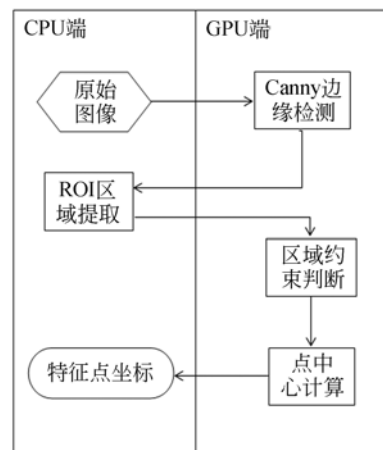 CPU端
GPU端
原始
图像
Canny边
缘检测
ROI区
域提取
区域约
束判断
点中
心计算
特征点坐标